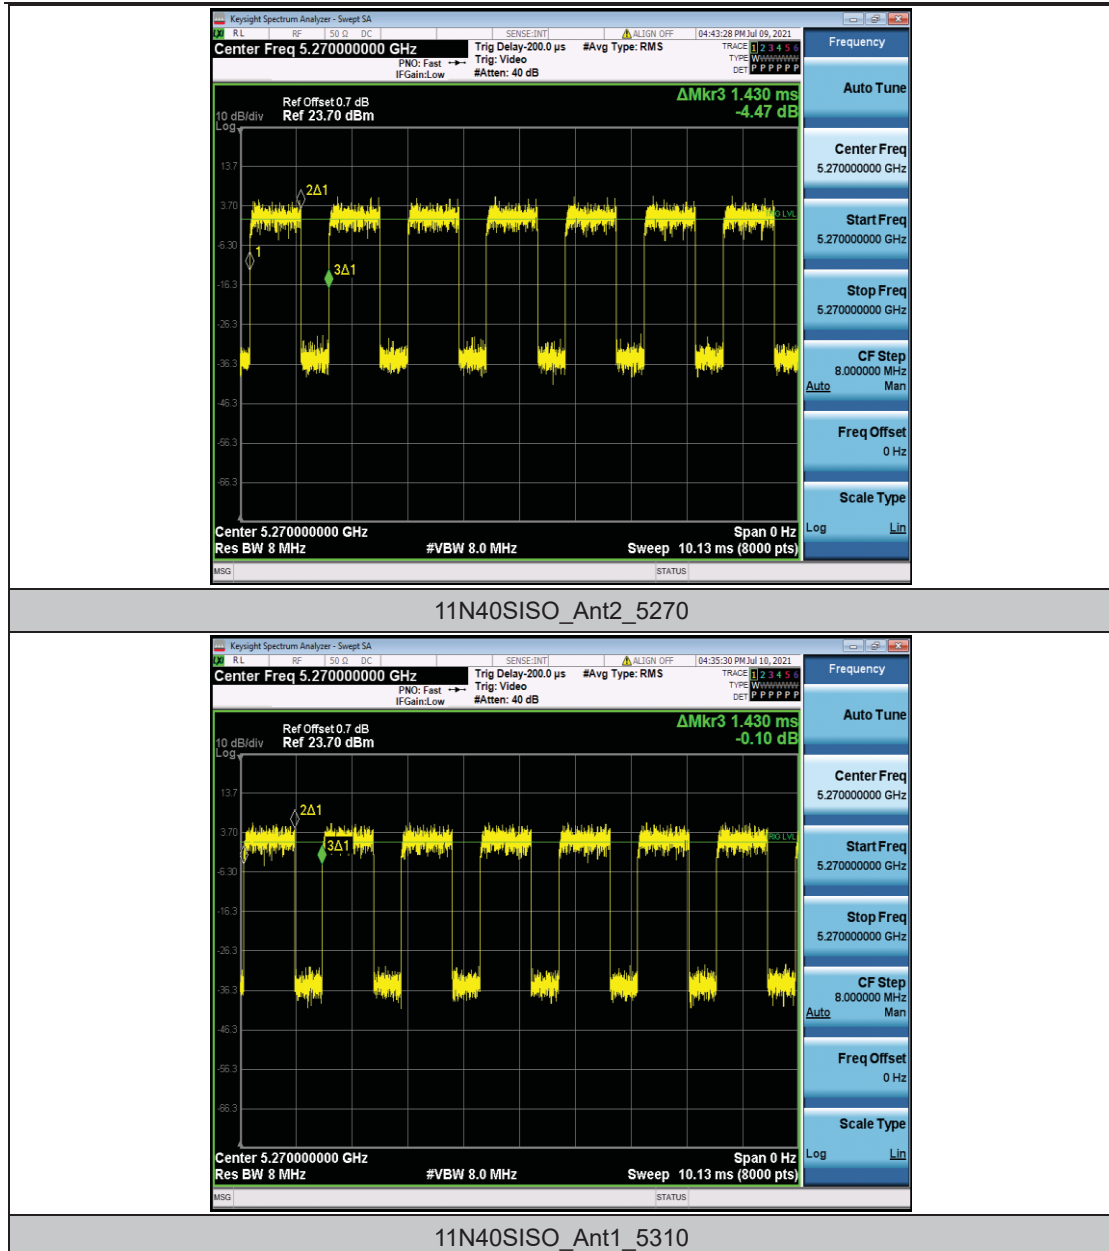 Keysight Spectrum Analyzer - Swept SA
LXI RL RF 50 Ω DC SENSE:INT ALIGN OFF 04:43:28 PM Jul 09, 2021
Center Freq 5.270000000 GHz
Trig Delay-200.0 µs #Avg Type: RMS TRACE 1 2 3 4 5 6
PNO: Fast Trig: Video TYPE W
IFGain:Low #Atten: 40 dB DET P P P P P P
Frequency
Auto Tune
ΔMkr3 1.430 ms
-4.47 dB
Ref Offset 0.7 dB
10 dB/div Ref 23.70 dBm
Log
13.7
3.70
-6.30
-16.3
-26.3
-36.3
-46.3
-56.3
-66.3
2Δ1
1
3Δ1
TRIG LVL
Center Freq
5.270000000 GHz
Start Freq
5.270000000 GHz
Stop Freq
5.270000000 GHz
CF Step
8.000000 MHz
Auto Man
Freq Offset
0 Hz
Scale Type
Log Lin
Center 5.270000000 GHz Span 0 Hz
Res BW 8 MHz #VBW 8.0 MHz Sweep 10.13 ms (8000 pts)
MSG STATUS
11N40SISO_Ant2_5270
Keysight Spectrum Analyzer - Swept SA
LXI RL RF 50 Ω DC SENSE:INT ALIGN OFF 04:35:30 PM Jul 10, 2021
Center Freq 5.270000000 GHz
Trig Delay-200.0 µs #Avg Type: RMS TRACE 1 2 3 4 5 6
PNO: Fast Trig: Video TYPE W
IFGain:Low #Atten: 40 dB DET P P P P P P
Frequency
Auto Tune
ΔMkr3 1.430 ms
-0.10 dB
Ref Offset 0.7 dB
10 dB/div Ref 23.70 dBm
Log
13.7
3.70
-6.30
-16.3
-26.3
-36.3
-46.3
-56.3
-66.3
2Δ1
3Δ1
TRIG LVL
Center Freq
5.270000000 GHz
Start Freq
5.270000000 GHz
Stop Freq
5.270000000 GHz
CF Step
8.000000 MHz
Auto Man
Freq Offset
0 Hz
Scale Type
Log Lin
Center 5.270000000 GHz Span 0 Hz
Res BW 8 MHz #VBW 8.0 MHz Sweep 10.13 ms (8000 pts)
MSG STATUS
11N40SISO_Ant1_5310